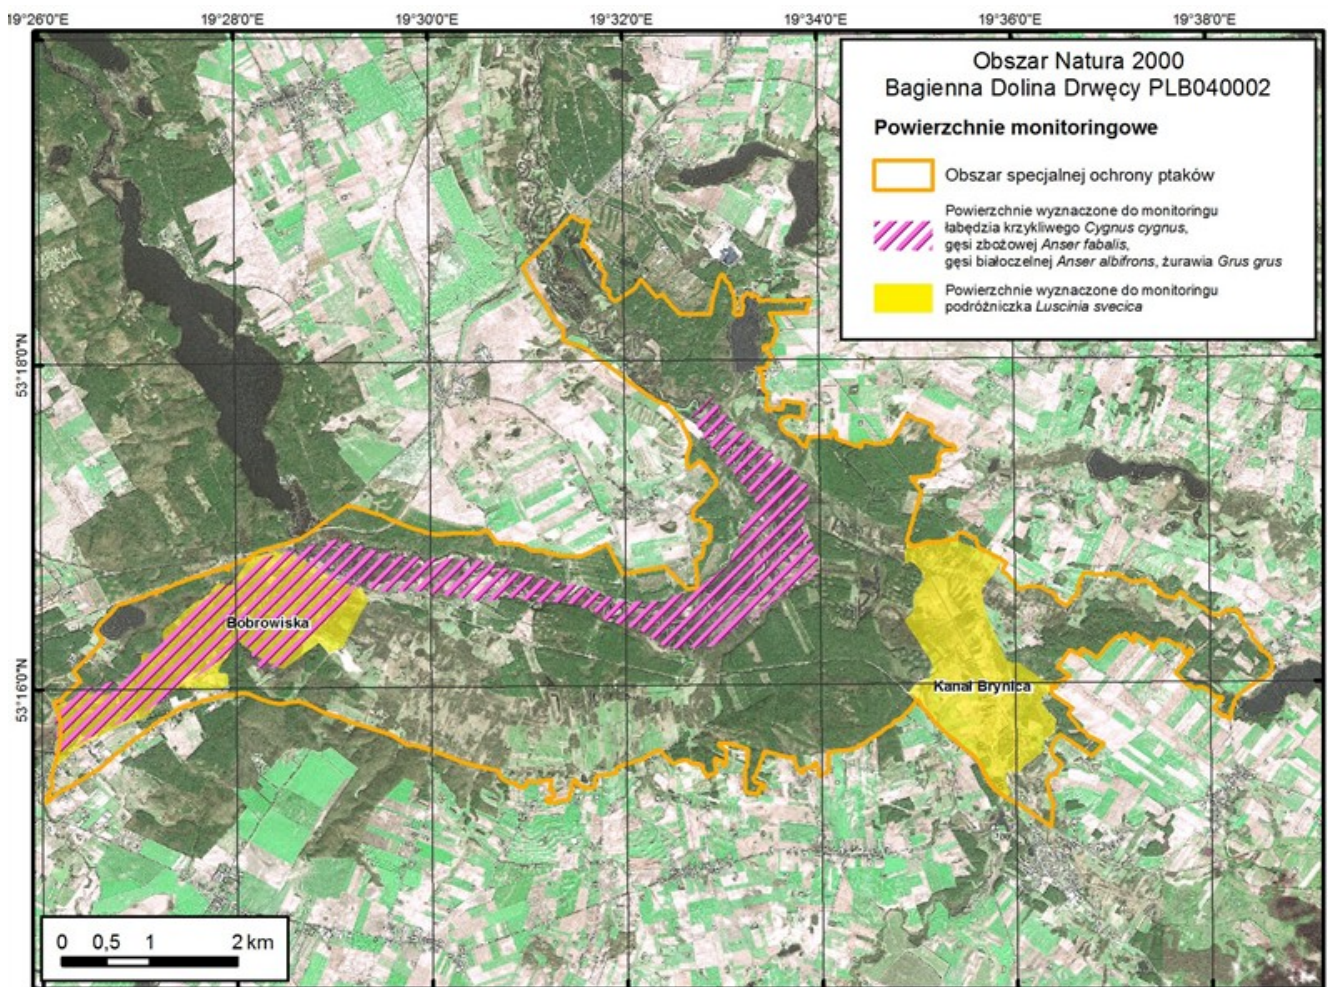 19°26'0"E 19°28'0"E 19°30'0"E 19°32'0"E 19°34'0"E 19°36'0"E 19°38'0"E
Obszar Natura 2000
Bagienna Dolina Drwęcy PLB040002
Powierzchnie monitoringowe
Obszar specjalnej ochrony ptaków
Powierzchnie wyznaczone do monitoringu
łabędzia krzykliwego Cygnus cygnus,
gęsi zbożowej Anser fabalis,
gęsi białoczelnej Anser albifrons, żurawia Grus grus
Powierzchnie wyznaczone do monitoringu
podróżniczka Luscinia svecica
53°18'0"N
Bobrowiska
53°16'0"N
Kanał Brynica
0 0,5 1 2 km